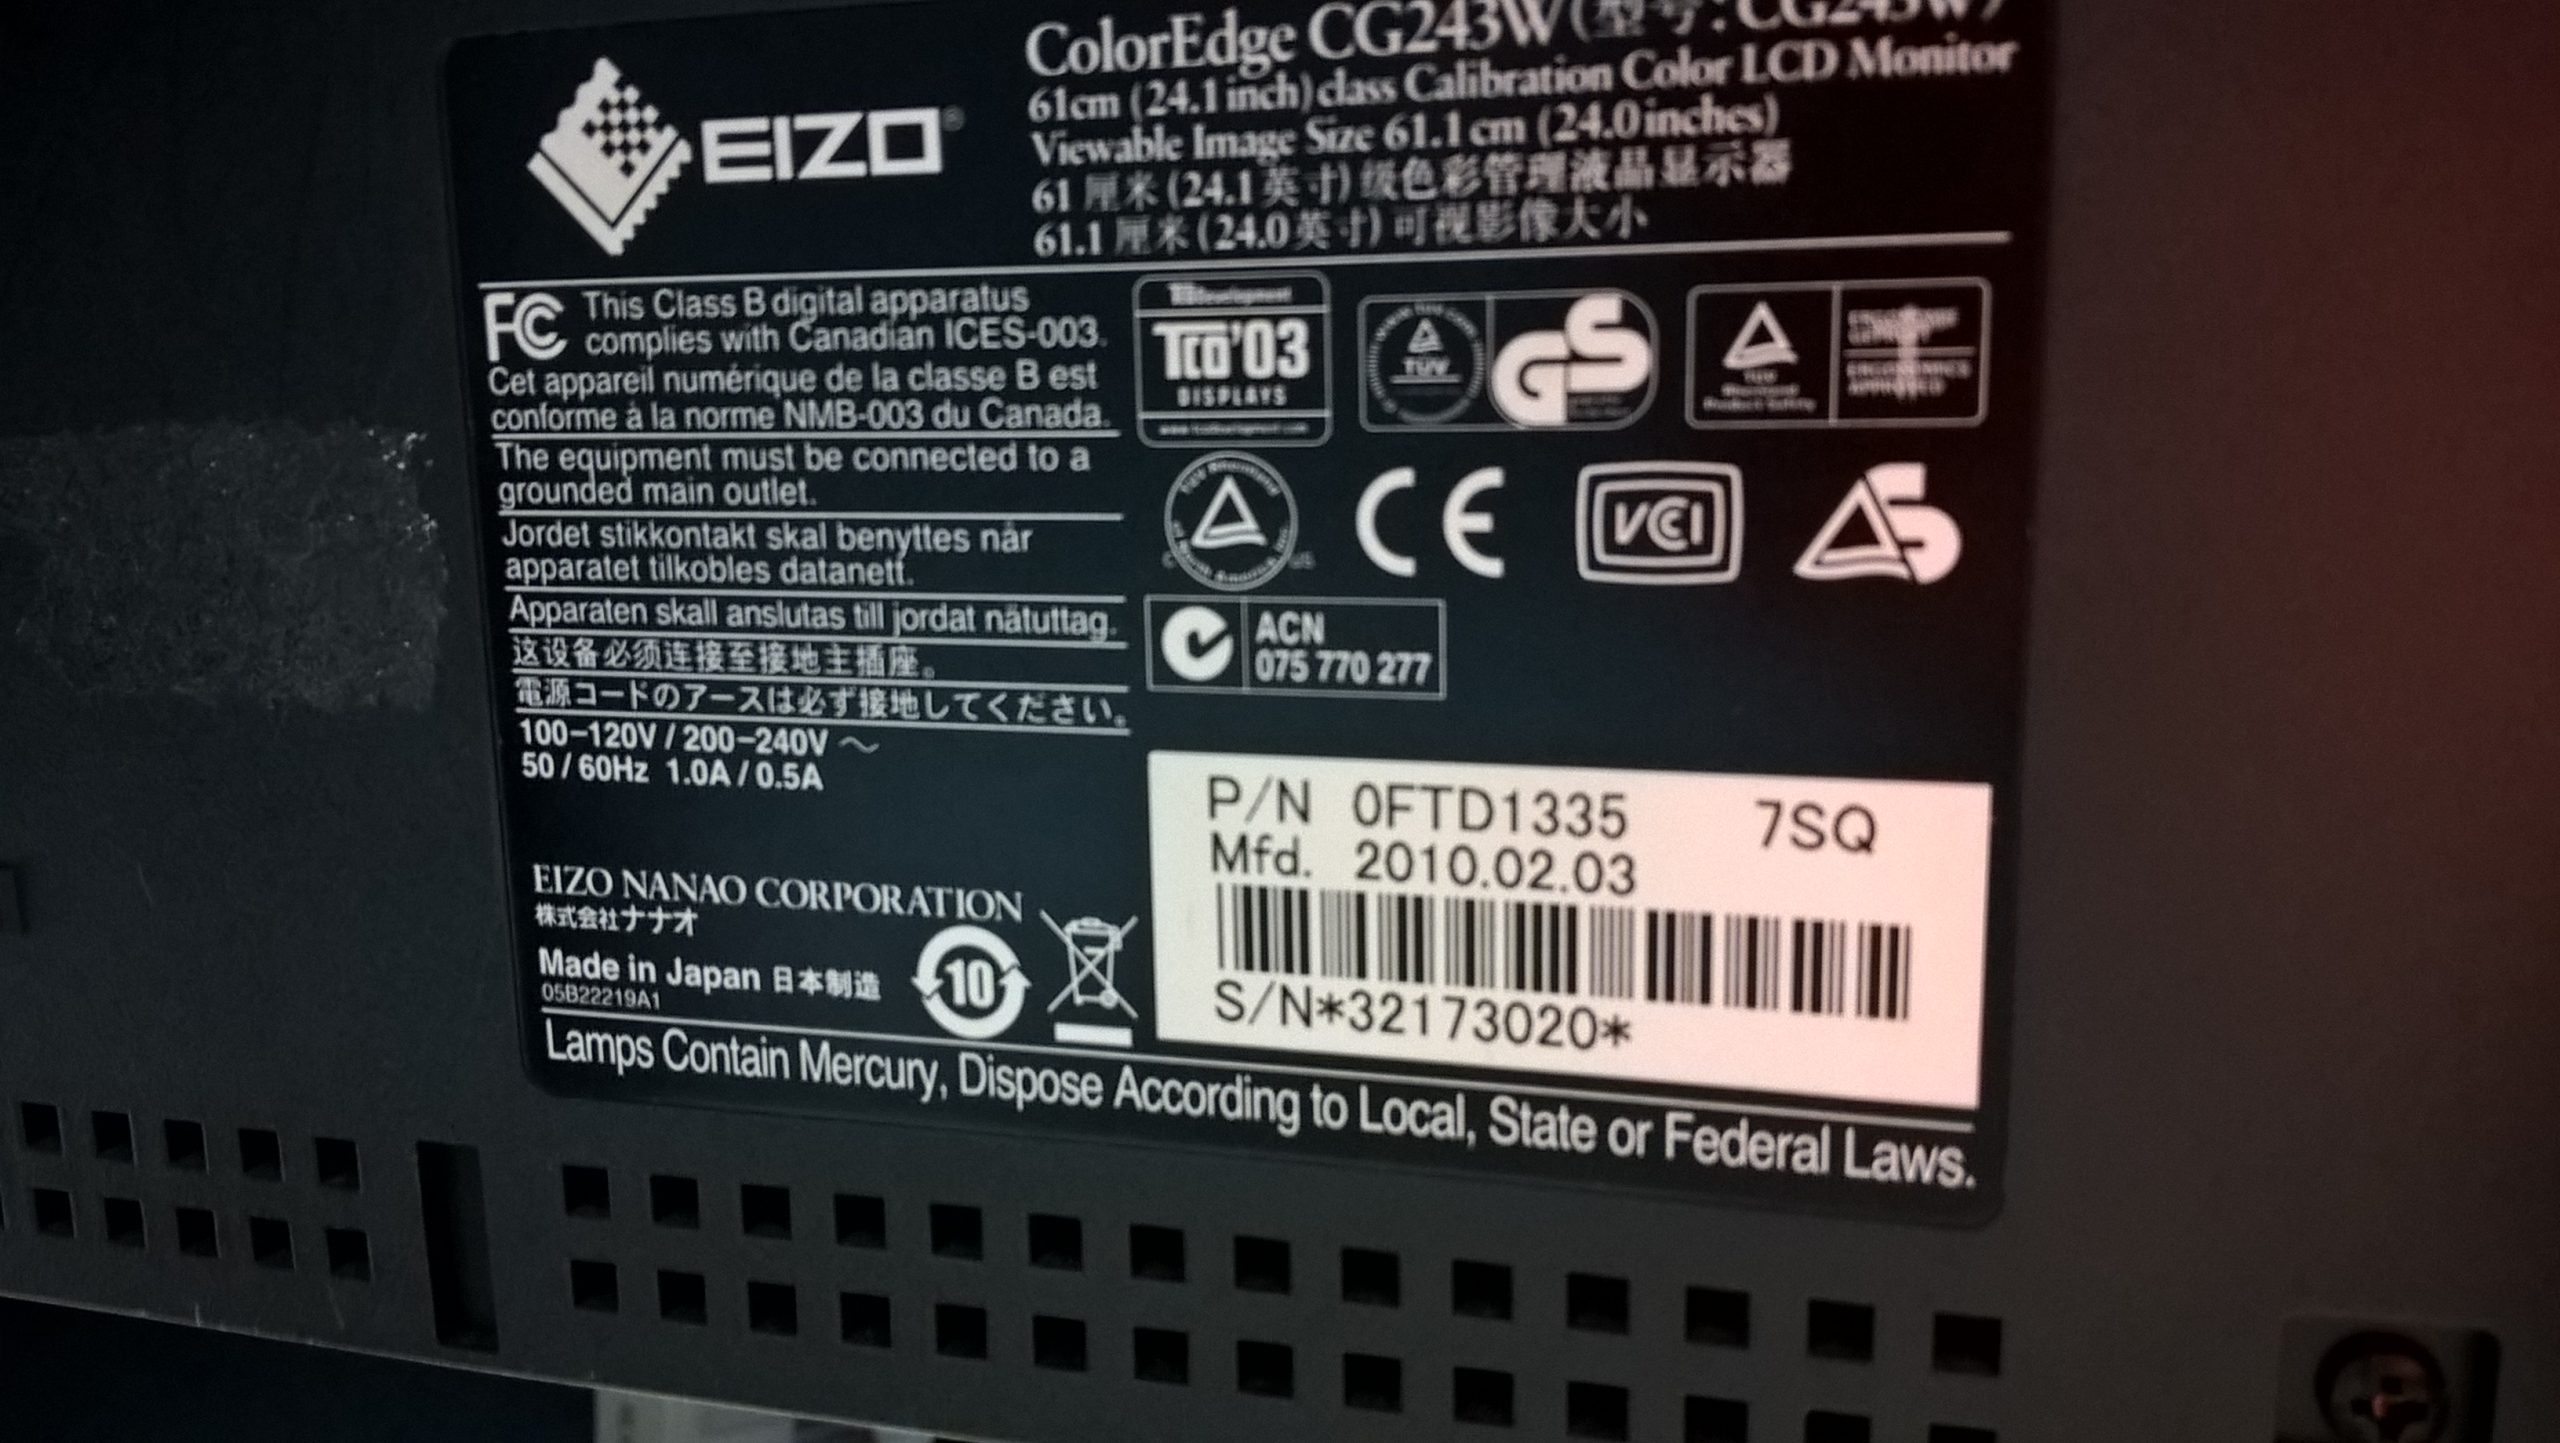 EIZO®
ColorEdge CG243W(型号:CG243W)
61cm (24.1inch)class Calibration Color LCD Monitor
Viewable Image Size 61.1cm (24.0inches)
61 厘米(24.1英寸)级色彩管理液晶显示器
61.1 厘米(24.0英寸)可视影像大小
FC This Class B digital apparatus
complies with Canadian ICES-003.
Cet appareil numérique de la classe B est
conforme à la norme NMB-003 du Canada.
The equipment must be connected to a
grounded main outlet.
Jordet stikkontakt skal benyttes når
apparatet tilkobles datanett.
Apparaten skall anslutas till jordat nätuttag.
这设备必须连接至接地主插座。
電源コードのアースは必ず接地してください。
100-120V / 200-240V ～
50 / 60Hz 1.0A / 0.5A
TCO'03
DISPLAYS
TÜV
GS
CE
VCCI
S
ACN
075 770 277
EIZO NANAO CORPORATION
株式会社ナナオ
Made in Japan 日本制造
05B22219A1
10
P/N 0FTD1335 7SQ
Mfd. 2010.02.03
S/N*32173020*
Lamps Contain Mercury, Dispose According to Local, State or Federal Laws.